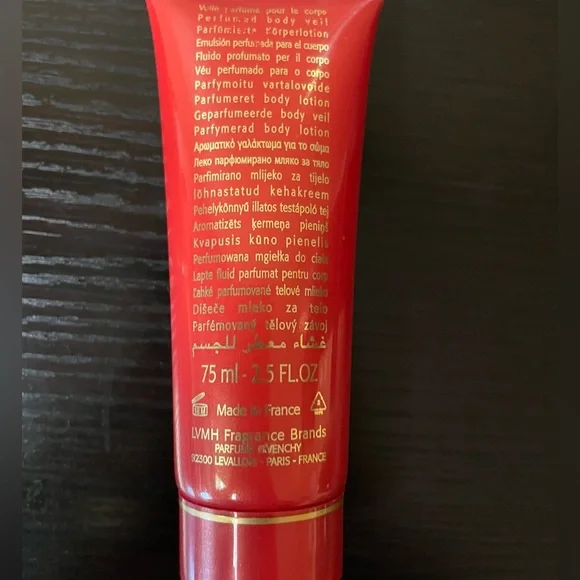 Voile parfumé pour le corps
Perfumed body veil
Parfümierte Körperlotion
Emulsión perfumada para el cuerpo
Fluido profumato per il corpo
Véu perfumado para o corpo
Parfymoitu vartalovoide
Parfumeret body lotion
Geparfumeerde body veil
Parfymerad body lotion
Αρωματικό γαλάκτωμα για το σώμα
Леко парфюмирано мляко за тяло
Parfimirano mlijeko za tijelo
lõhnastatud kehakreem
Pehelykönnyű illatos testápoló tej
Aromatizēts ķermeņa pieniņš
Kvapusis kūno pienelis
Perfumowana mgiełka do ciała
Lapte fluid parfumat pentru corp
Ľahké parfumované telové mlieko
Dišeče mleko za telo
Parfémovaný tělový závoj
غشاء معطر للجسم
75 ml - 2.5 FL.OZ
Made in France
LVMH Fragrance Brands
PARFUMS GIVENCHY
92300 LEVALLOIS - PARIS - FRANCE